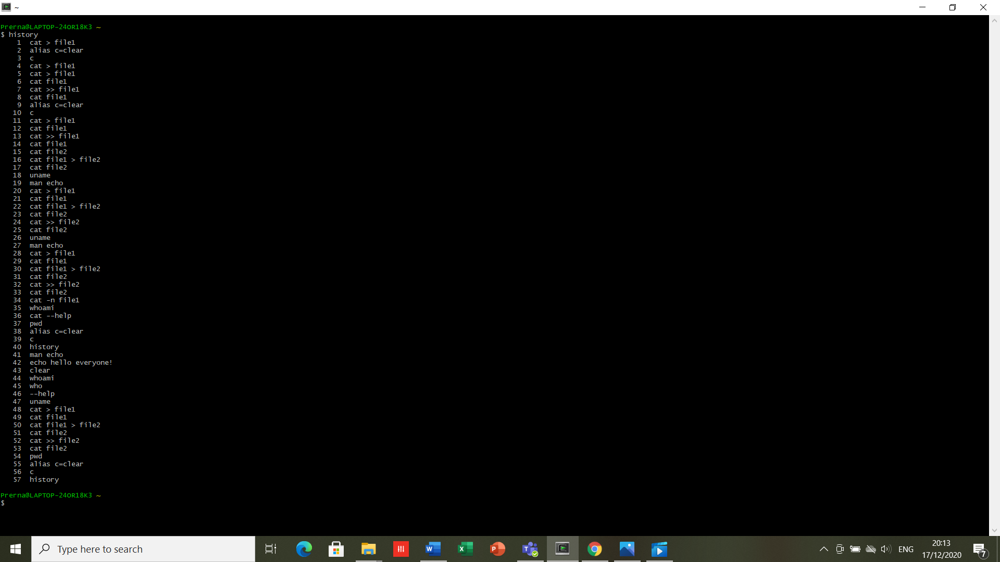 ~
Prerna@LAPTOP-24OR18K3 ~
$ history
1 cat > file1
2 alias c=clear
3 c
4 cat > file1
5 cat > file1
6 cat file1
7 cat >> file1
8 cat file1
9 alias c=clear
10 c
11 cat > file1
12 cat file1
13 cat >> file1
14 cat file1
15 cat file2
16 cat file1 > file2
17 cat file2
18 uname
19 man echo
20 cat > file1
21 cat file1
22 cat file1 > file2
23 cat file2
24 cat >> file2
25 cat file2
26 uname
27 man echo
28 cat > file1
29 cat file1
30 cat file1 > file2
31 cat file2
32 cat >> file2
33 cat file2
34 cat -n file1
35 whoami
36 cat --help
37 pwd
38 alias c=clear
39 c
40 history
41 man echo
42 echo hello everyone!
43 clear
44 whoami
45 who
46 --help
47 uname
48 cat > file1
49 cat file1
50 cat file1 > file2
51 cat file2
52 cat >> file2
53 cat file2
54 pwd
55 alias c=clear
56 c
57 history
Prerna@LAPTOP-24OR18K3 ~
$
Type here to search
ENG
20:13
17/12/2020
7